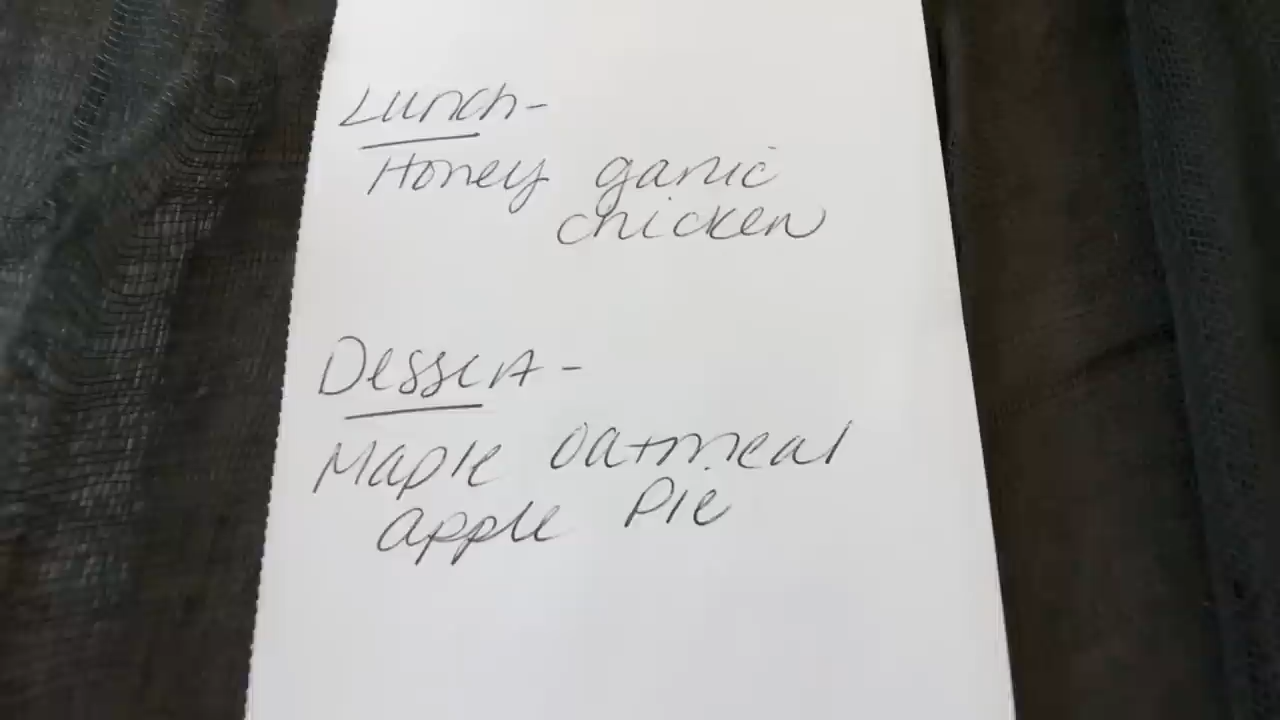 Lunch-
Honey garlic
chicken
Dessert-
Maple Oatmeal
apple Pie